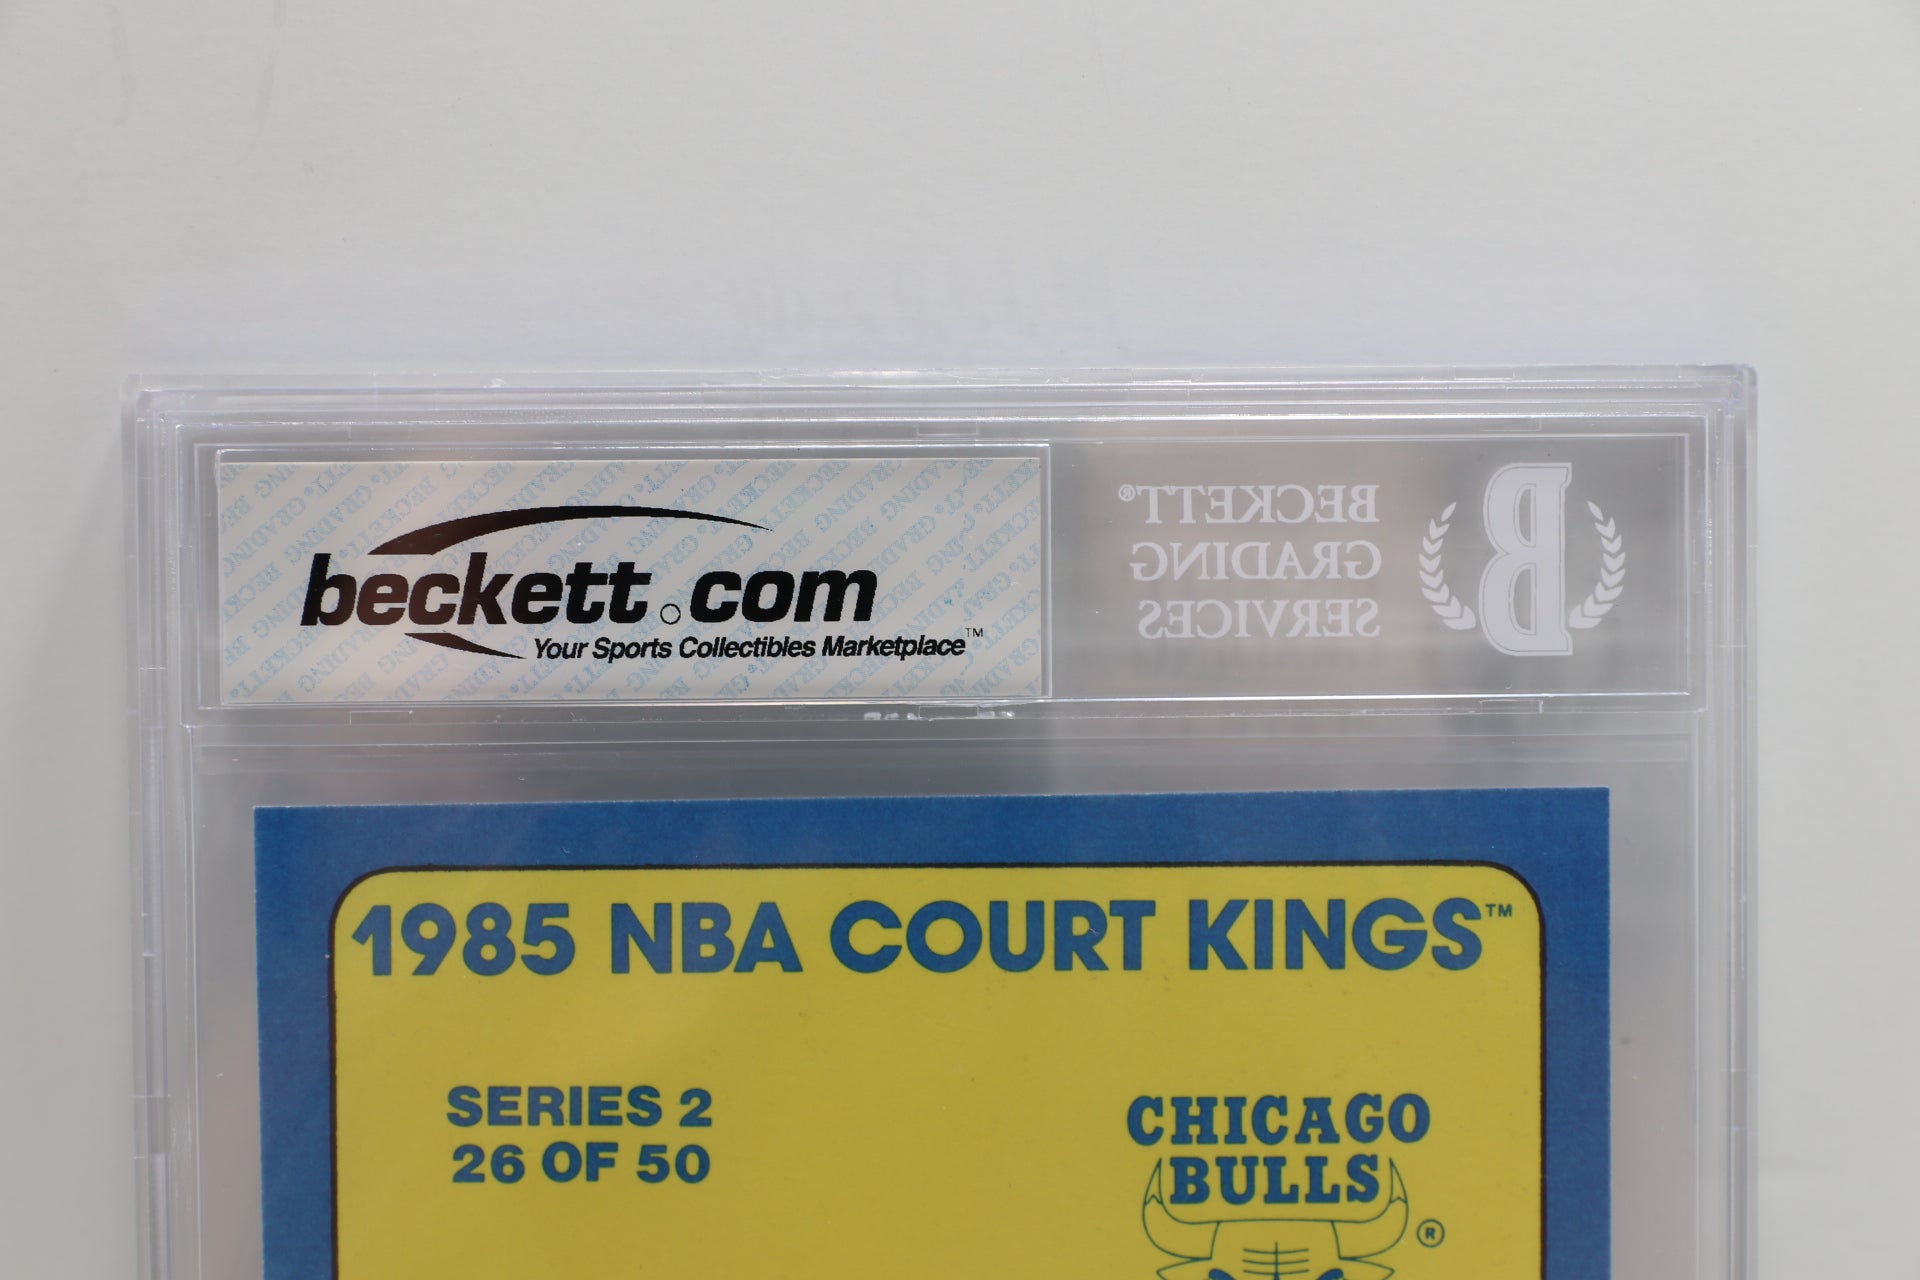 beckett.com
Your Sports Collectibles Marketplace™
BECKETT®
GRADING
SERVICES
B
1985 NBA COURT KINGS™
SERIES 2
26 OF 50
CHICAGO
BULLS
®